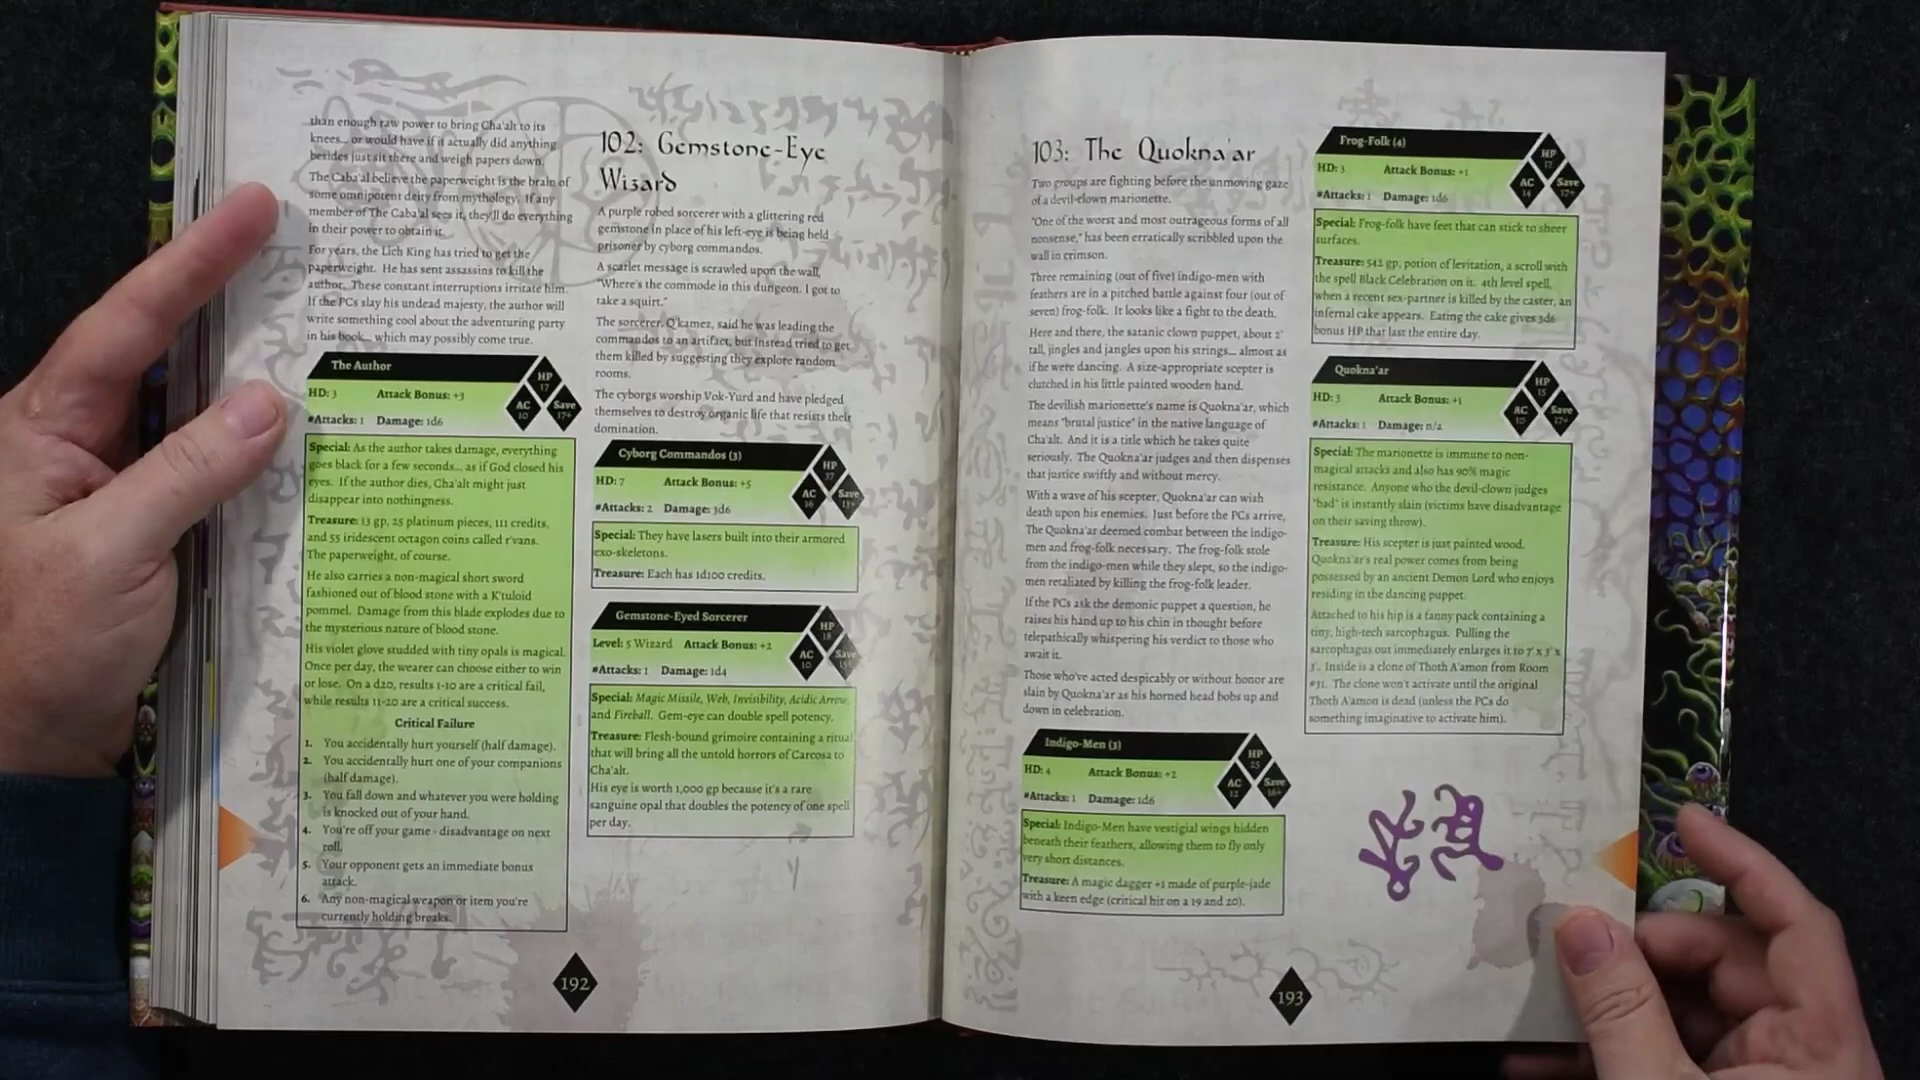 than enough raw power to bring Cha'alt to its
knees... or would have if it actually did anything
besides just sit there and weigh papers down.
The Caba'al believe the paperweight is the brain of
some omnipotent deity from mythology. If any
member of The Caba'al sees it, they'll do everything
in their power to obtain it.
For years, the Lich King has tried to get the
paperweight. He has sent assassins to kill the
author. These constant interruptions irritate him.
If the PCs slay his undead majesty, the author will
write something cool about the adventuring party
in his book... which may possibly come true.
The Author
HP
17
HD: 3 Attack Bonus: +3
AC
10
Save
17+
#Attacks: 1 Damage: 1d6
Special: As the author takes damage, everything
goes black for a few seconds... as if God closed his
eyes. If the author dies, Cha'alt might just
disappear into nothingness.
Treasure: 13 gp, 25 platinum pieces, 111 credits,
and 55 iridescent octagon coins called r'vans.
The paperweight, of course.
He also carries a non-magical short sword
fashioned out of blood stone with a K'tuloid
pommel. Damage from this blade explodes due to
the mysterious nature of blood stone.
His violet glove studded with tiny opals is magical.
Once per day, the wearer can choose either to win
or lose. On a d20, results 1-10 are a critical fail,
while results 11-20 are a critical success.
Critical Failure
1. You accidentally hurt yourself (half damage).
2. You accidentally hurt one of your companions
(half damage).
3. You fall down and whatever you were holding
is knocked out of your hand.
4. You're off your game - disadvantage on next
roll.
5. Your opponent gets an immediate bonus
attack.
6. Any non-magical weapon or item you're
currently holding breaks.
102: Gemstone-Eye
Wizard
A purple robed sorcerer with a glittering red
gemstone in place of his left-eye is being held
prisoner by cyborg commandos.
A scarlet message is scrawled upon the wall,
"Where's the commode in this dungeon. I got to
take a squirt."
The sorcerer, Q'kamez, said he was leading the
commandos to an artifact, but instead tried to get
them killed by suggesting they explore random
rooms.
The cyborgs worship Vok-Yurd and have pledged
themselves to destroy organic life that resists their
domination.
Cyborg Commandos (3)
HP
37
HD: 7 Attack Bonus: +5
AC
16
Save
13+
#Attacks: 2 Damage: 3d6
Special: They have lasers built into their armored
exo-skeletons.
Treasure: Each has 1d100 credits.
Gemstone-Eyed Sorcerer
HP
18
Level: 5 Wizard Attack Bonus: +2
AC
10
Save
15+
#Attacks: 1 Damage: 1d4
Special: Magic Missile, Web, Invisibility, Acidic Arrow,
and Fireball. Gem-eye can double spell potency.
Treasure: Flesh-bound grimoire containing a ritual
that will bring all the untold horrors of Carcosa to
Cha'alt.
His eye is worth 1,000 gp because it's a rare
sanguine opal that doubles the potency of one spell
per day.
192
103: The Quokna'ar
Two groups are fighting before the unmoving gaze
of a devil-clown marionette.
"One of the worst and most outrageous forms of all
nonsense," has been erratically scribbled upon the
wall in crimson.
Three remaining (out of five) indigo-men with
feathers are in a pitched battle against four (out of
seven) frog-folk. It looks like a fight to the death.
Here and there, the satanic clown puppet, about 2'
tall, jingles and jangles upon his strings... almost as
if he were dancing. A size-appropriate scepter is
clutched in his little painted wooden hand.
The devilish marionette's name is Quokna'ar, which
means "brutal justice" in the native language of
Cha'alt. And it is a title which he takes quite
seriously. The Quokna'ar judges and then dispenses
that justice swiftly and without mercy.
With a wave of his scepter, Quokna'ar can wish
death upon his enemies. Just before the PCs arrive,
The Quokna'ar deemed combat between the indigo-
men and frog-folk necessary. The frog-folk stole
from the indigo-men while they slept, so the indigo-
men retaliated by killing the frog-folk leader.
If the PCs ask the demonic puppet a question, he
raises his hand up to his chin in thought before
telepathically whispering his verdict to those who
await it.
Those who've acted despicably or without honor are
slain by Quokna'ar as his horned head bobs up and
down in celebration.
Indigo-Men (3)
HP
25
HD: 4 Attack Bonus: +2
AC
12
Save
16+
#Attacks: 1 Damage: 1d6
Special: Indigo-Men have vestigial wings hidden
beneath their feathers, allowing them to fly only
very short distances.
Treasure: A magic dagger +1 made of purple-jade
with a keen edge (critical hit on a 19 and 20).
Frog-Folk (4)
HP
17
HD: 3 Attack Bonus: +1
AC
14
Save
17+
#Attacks: 1 Damage: 1d6
Special: Frog-folk have feet that can stick to sheer
surfaces.
Treasure: 542 gp, potion of levitation, a scroll with
the spell Black Celebration on it. 4th level spell,
when a recent sex-partner is killed by the caster, an
infernal cake appears. Eating the cake gives 3d6
bonus HP that last the entire day.
Quokna'ar
HP
15
HD: 3 Attack Bonus: +1
AC
10
Save
17+
#Attacks: 1 Damage: n/a
Special: The marionette is immune to non-
magical attacks and also has 90% magic
resistance. Anyone who the devil-clown judges
"bad" is instantly slain (victims have disadvantage
on their saving throw).
Treasure: His scepter is just painted wood.
Quokna'ar's real power comes from being
possessed by an ancient Demon Lord who enjoys
residing in the dancing puppet.
Attached to his hip is a fanny pack containing a
tiny, high-tech sarcophagus. Pulling the
sarcophagus out immediately enlarges it to 7' x 3' x
3'. Inside is a clone of Thoth A'amon from Room
#31. The clone won't activate until the original
Thoth A'amon is dead (unless the PCs do
something imaginative to activate him).
193